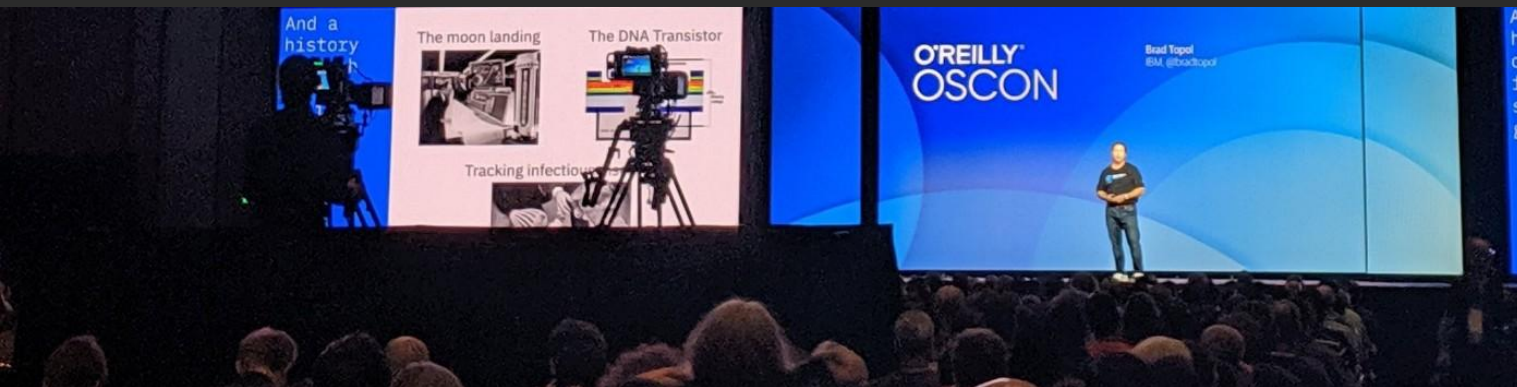 And a
history
The moon landing
The DNA Transistor
Tracking infectious
O'REILLY®
OSCON
Brad Topol
IBM, @bradtopol